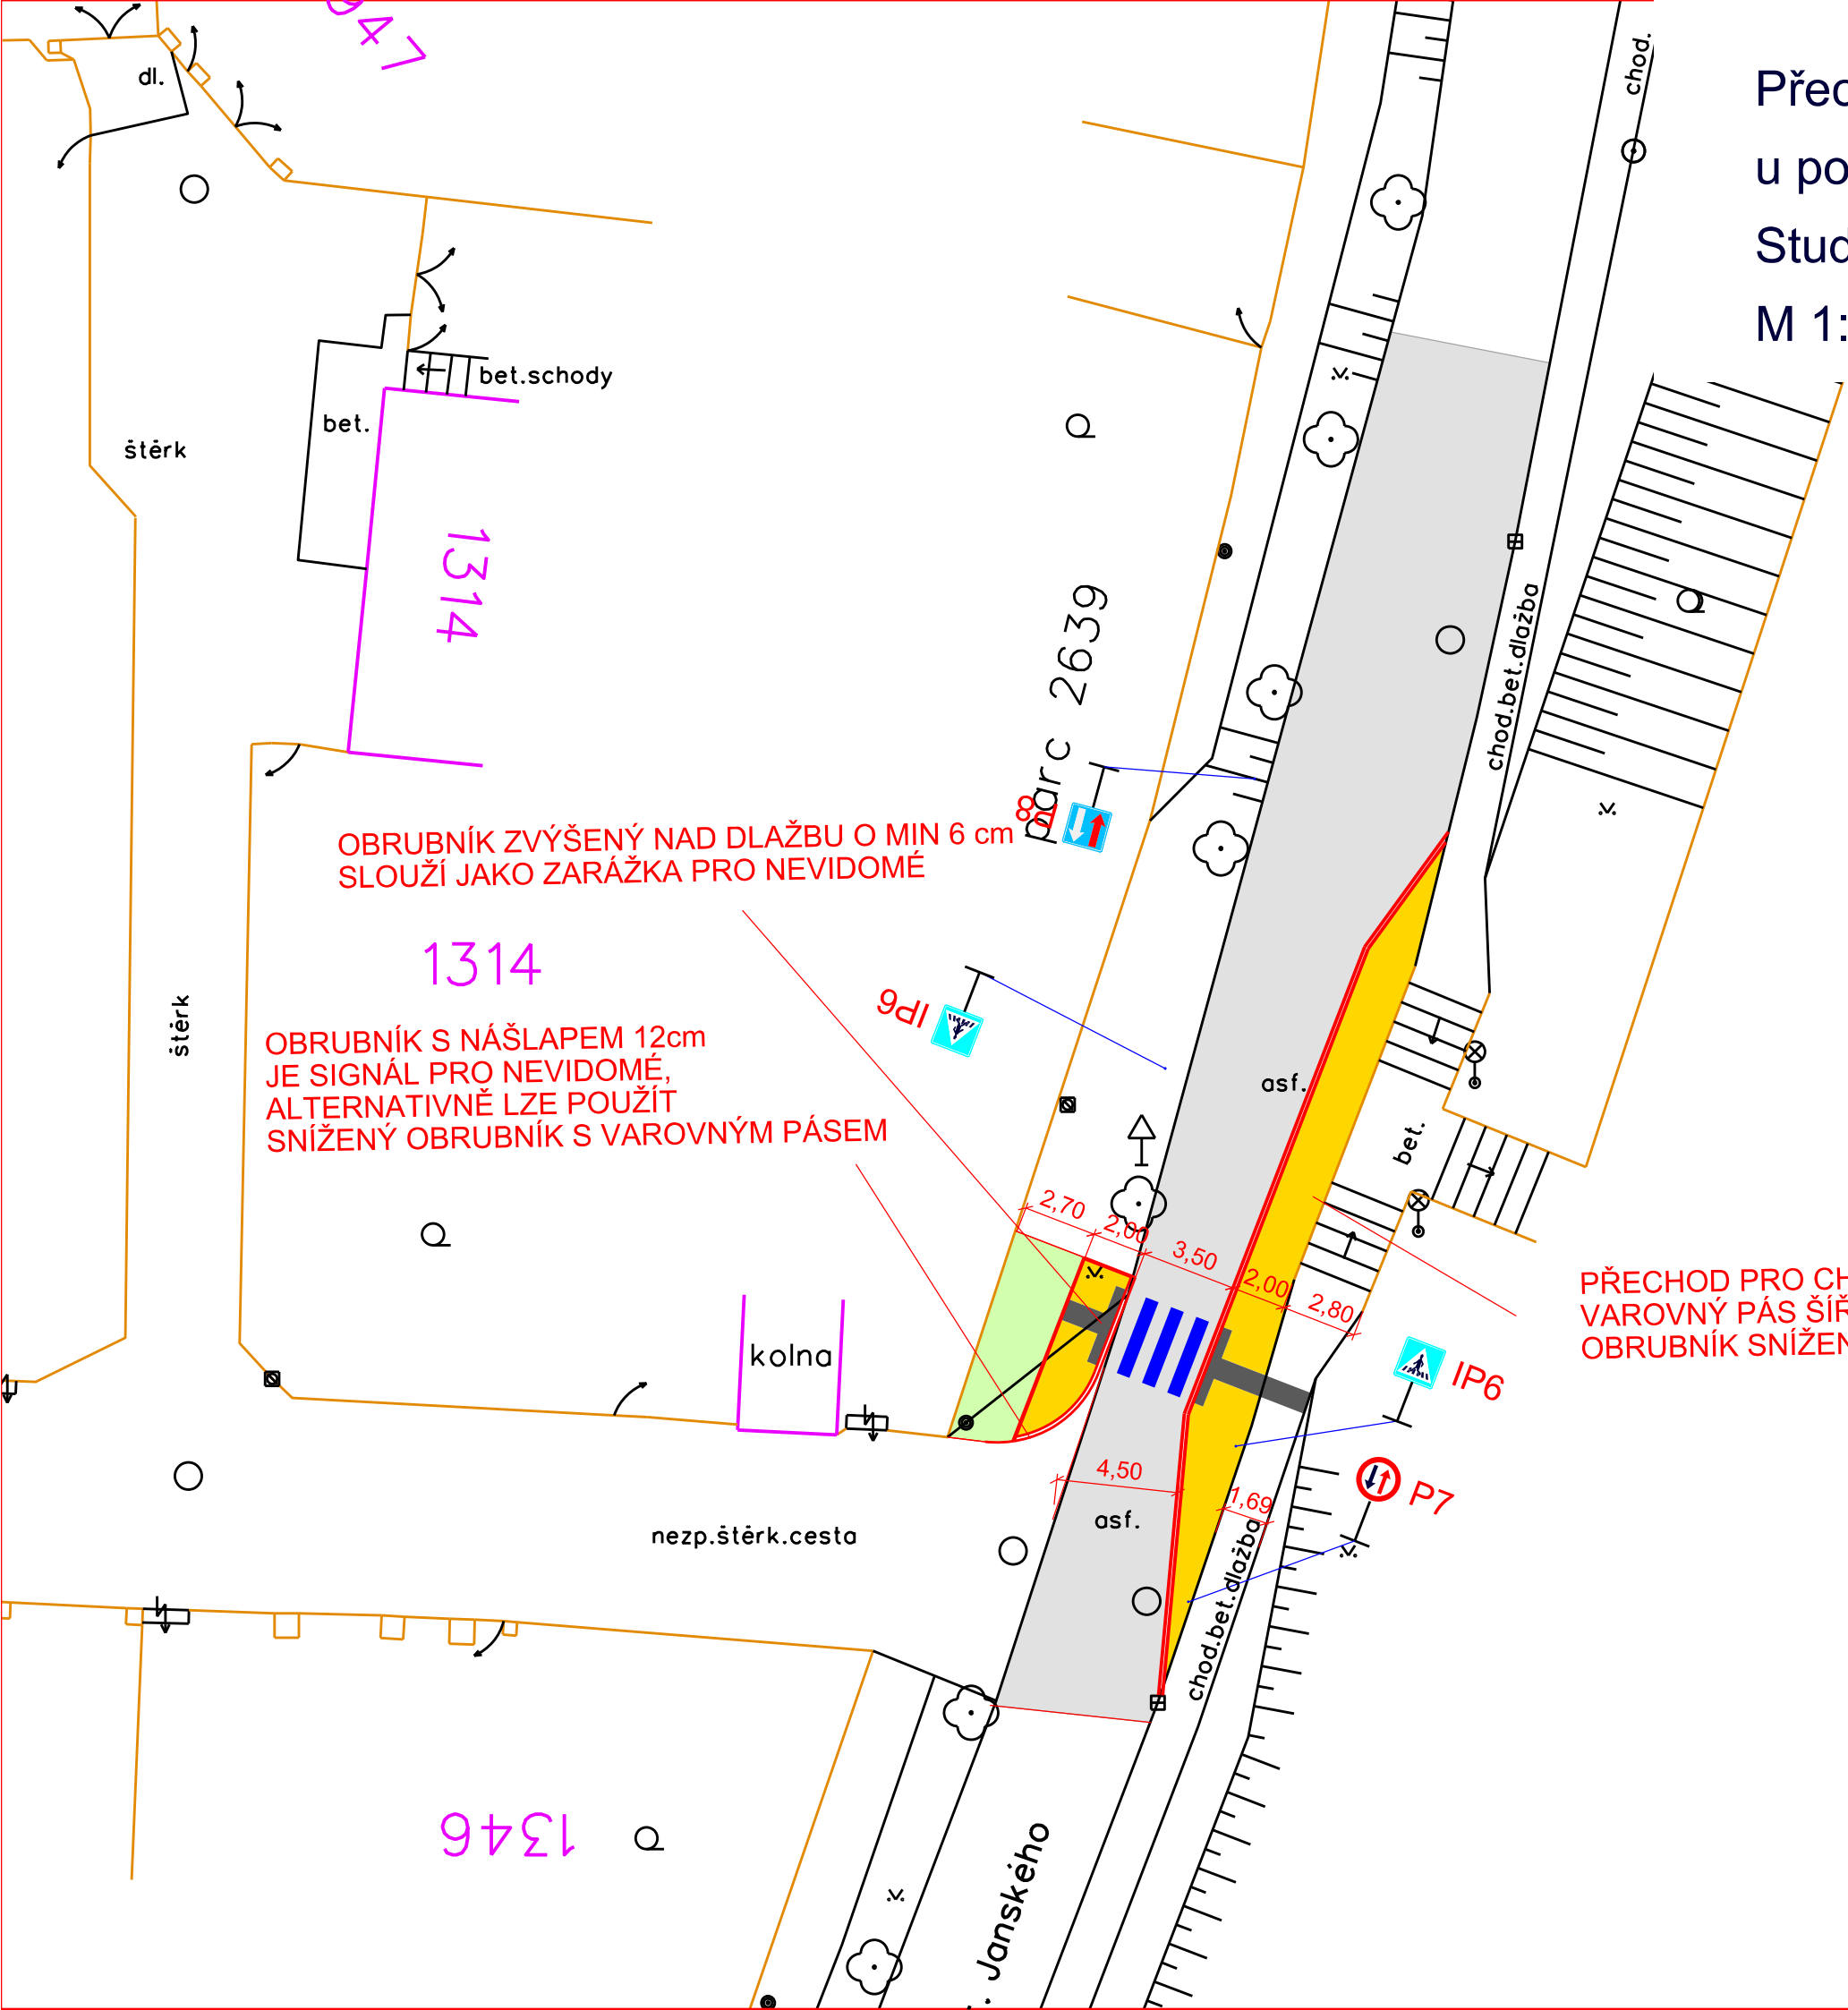 Přec
u po
Stud
M 1:
947
dl.
chod.
bet.schody
bet.
štěrk
1314
parc 2639
chod.bet.dlažba
P8
OBRUBNÍK ZVÝŠENÝ NAD DLAŽBU O MIN 6 cm
SLOUŽÍ JAKO ZARÁŽKA PRO NEVIDOMÉ
1314
IP6
štěrk
OBRUBNÍK S NÁŠLAPEM 12cm
JE SIGNÁL PRO NEVIDOMÉ,
ALTERNATIVNĚ LZE POUŽÍT
SNÍŽENÝ OBRUBNÍK S VAROVNÝM PÁSEM
asf.
bet.
2,70
2,00
3,50
2,00
2,80
PŘECHOD PRO CH
VAROVNÝ PÁS ŠÍŘ
OBRUBNÍK SNÍŽEN
kolna
IP6
4,50
1,69
P7
asf.
nezp.štěrk.cesta
chod.bet.dlažba
1346
. Janského